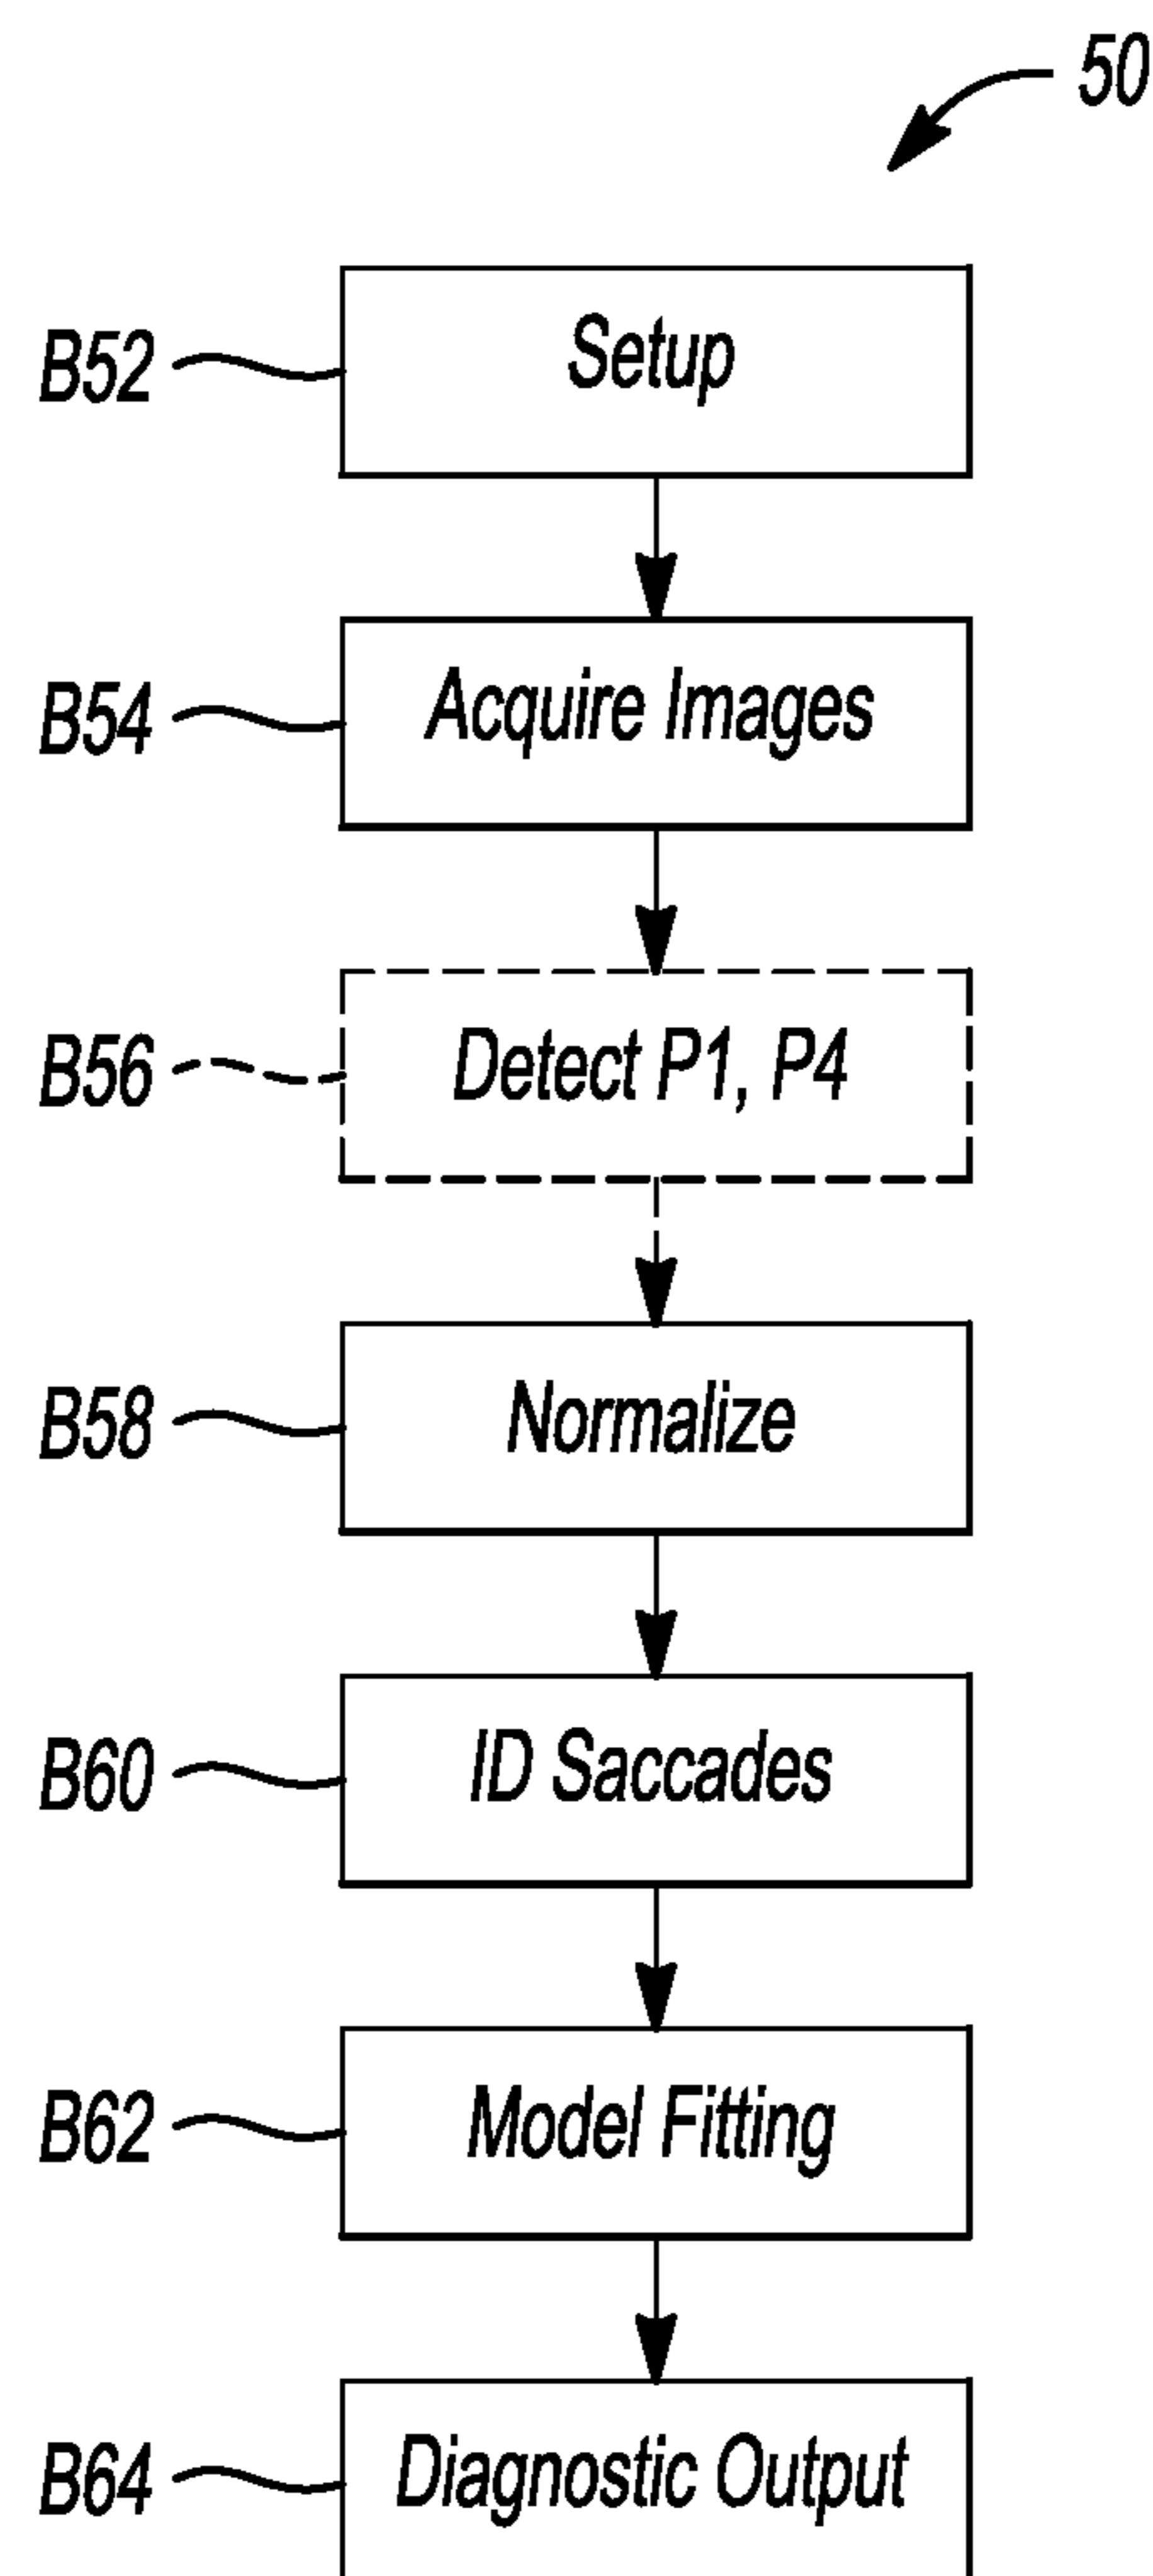 50
B52 Setup
B54 Acquire Images
B56 Detect P1, P4
B58 Normalize
B60 ID Saccades
B62 Model Fitting
B64 Diagnostic Output